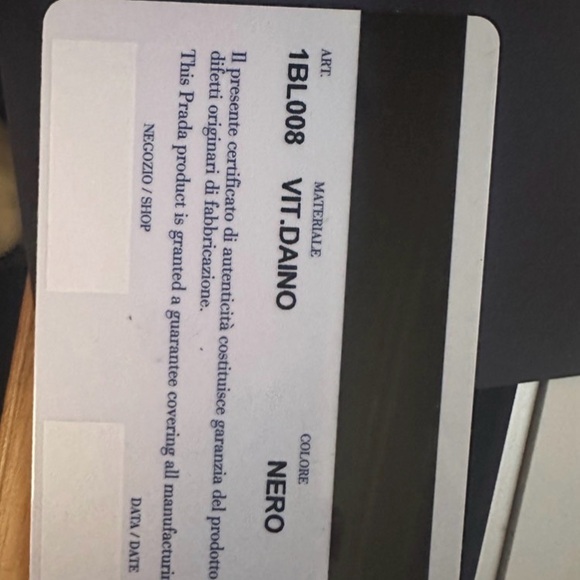 ART. MATERIALE COLORE
1BL008 VIT.DAINO NERO
Il presente certificato di autenticità costituisce garanzia del prodotto
difetti originari di fabbricazione.
This Prada product is granted a guarantee covering all manufacturin
NEGOZIO / SHOP DATA / DATE